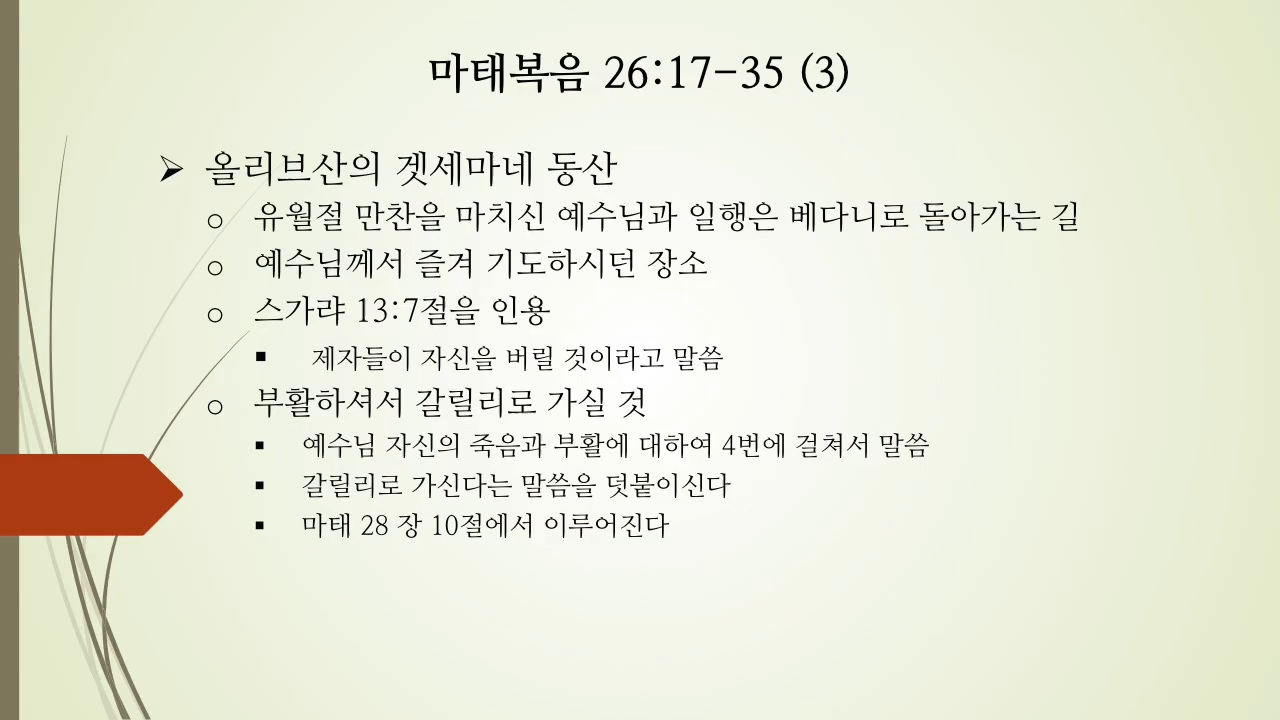 마태복음 26:17-35 (3)
➢ 올리브산의 겟세마네 동산
o 유월절 만찬을 마치신 예수님과 일행은 베다니로 돌아가는 길
o 예수님께서 즐겨 기도하시던 장소
o 스가랴 13:7절을 인용
▪ 제자들이 자신을 버릴 것이라고 말씀
o 부활하셔서 갈릴리로 가실 것
▪ 예수님 자신의 죽음과 부활에 대하여 4번에 걸쳐서 말씀
▪ 갈릴리로 가신다는 말씀을 덧붙이신다
▪ 마태 28 장 10절에서 이루어진다